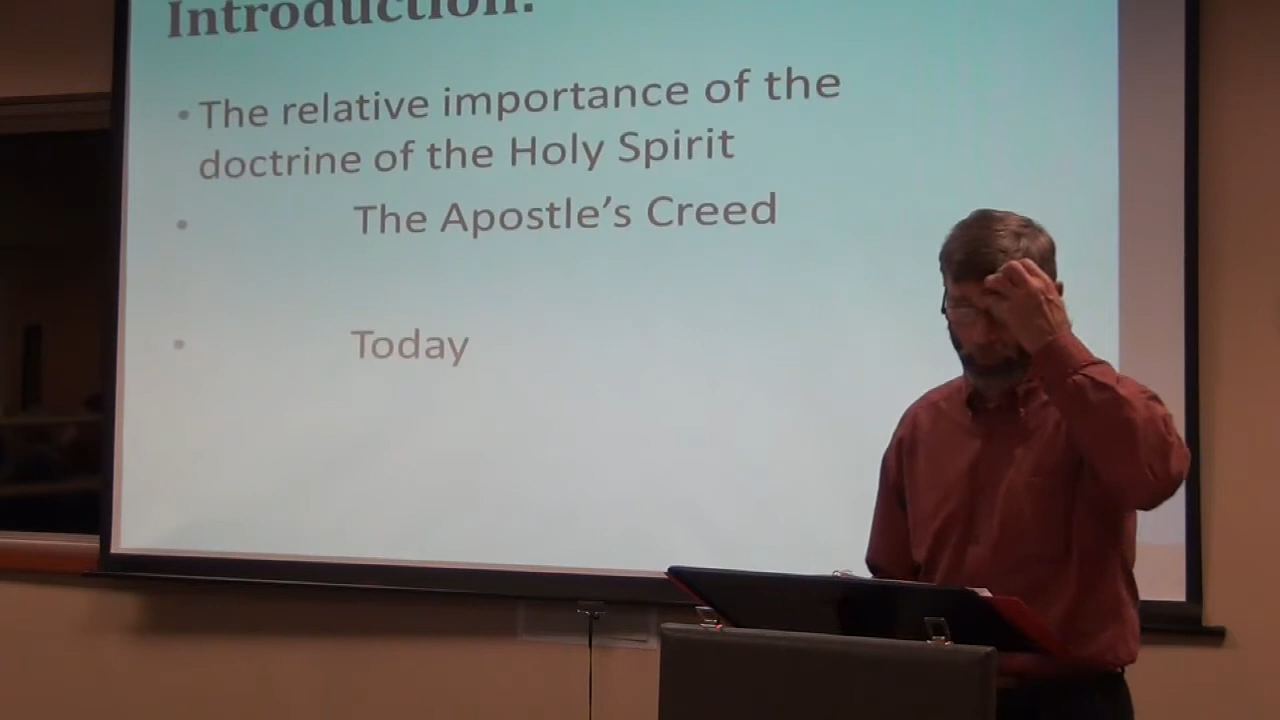 Introduction:
• The relative importance of the
doctrine of the Holy Spirit
• The Apostle's Creed
• Today